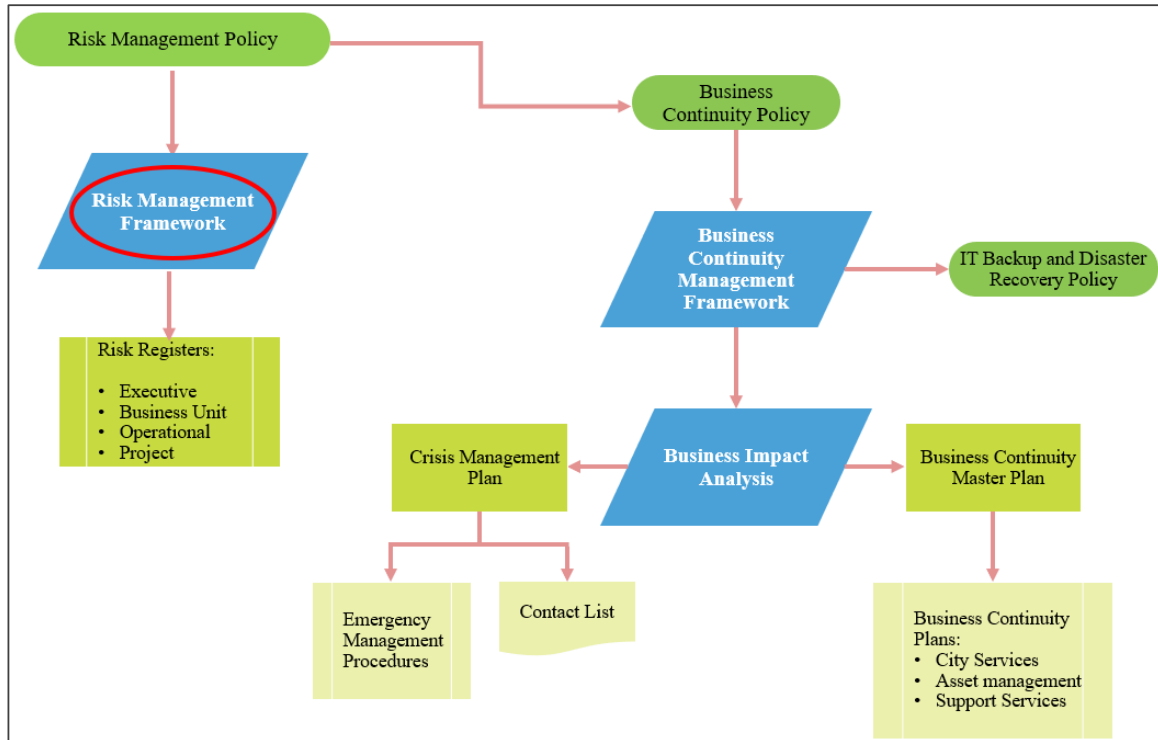 Risk Management Policy
Business
Continuity Policy
Risk Management
Framework
Business
Continuity
Management
Framework
IT Backup and Disaster
Recovery Policy
Risk Registers:
• Executive
• Business Unit
• Operational
• Project
Crisis Management
Plan
Business Impact
Analysis
Business Continuity
Master Plan
Emergency
Management
Procedures
Contact List
Business Continuity
Plans:
• City Services
• Asset management
• Support Services